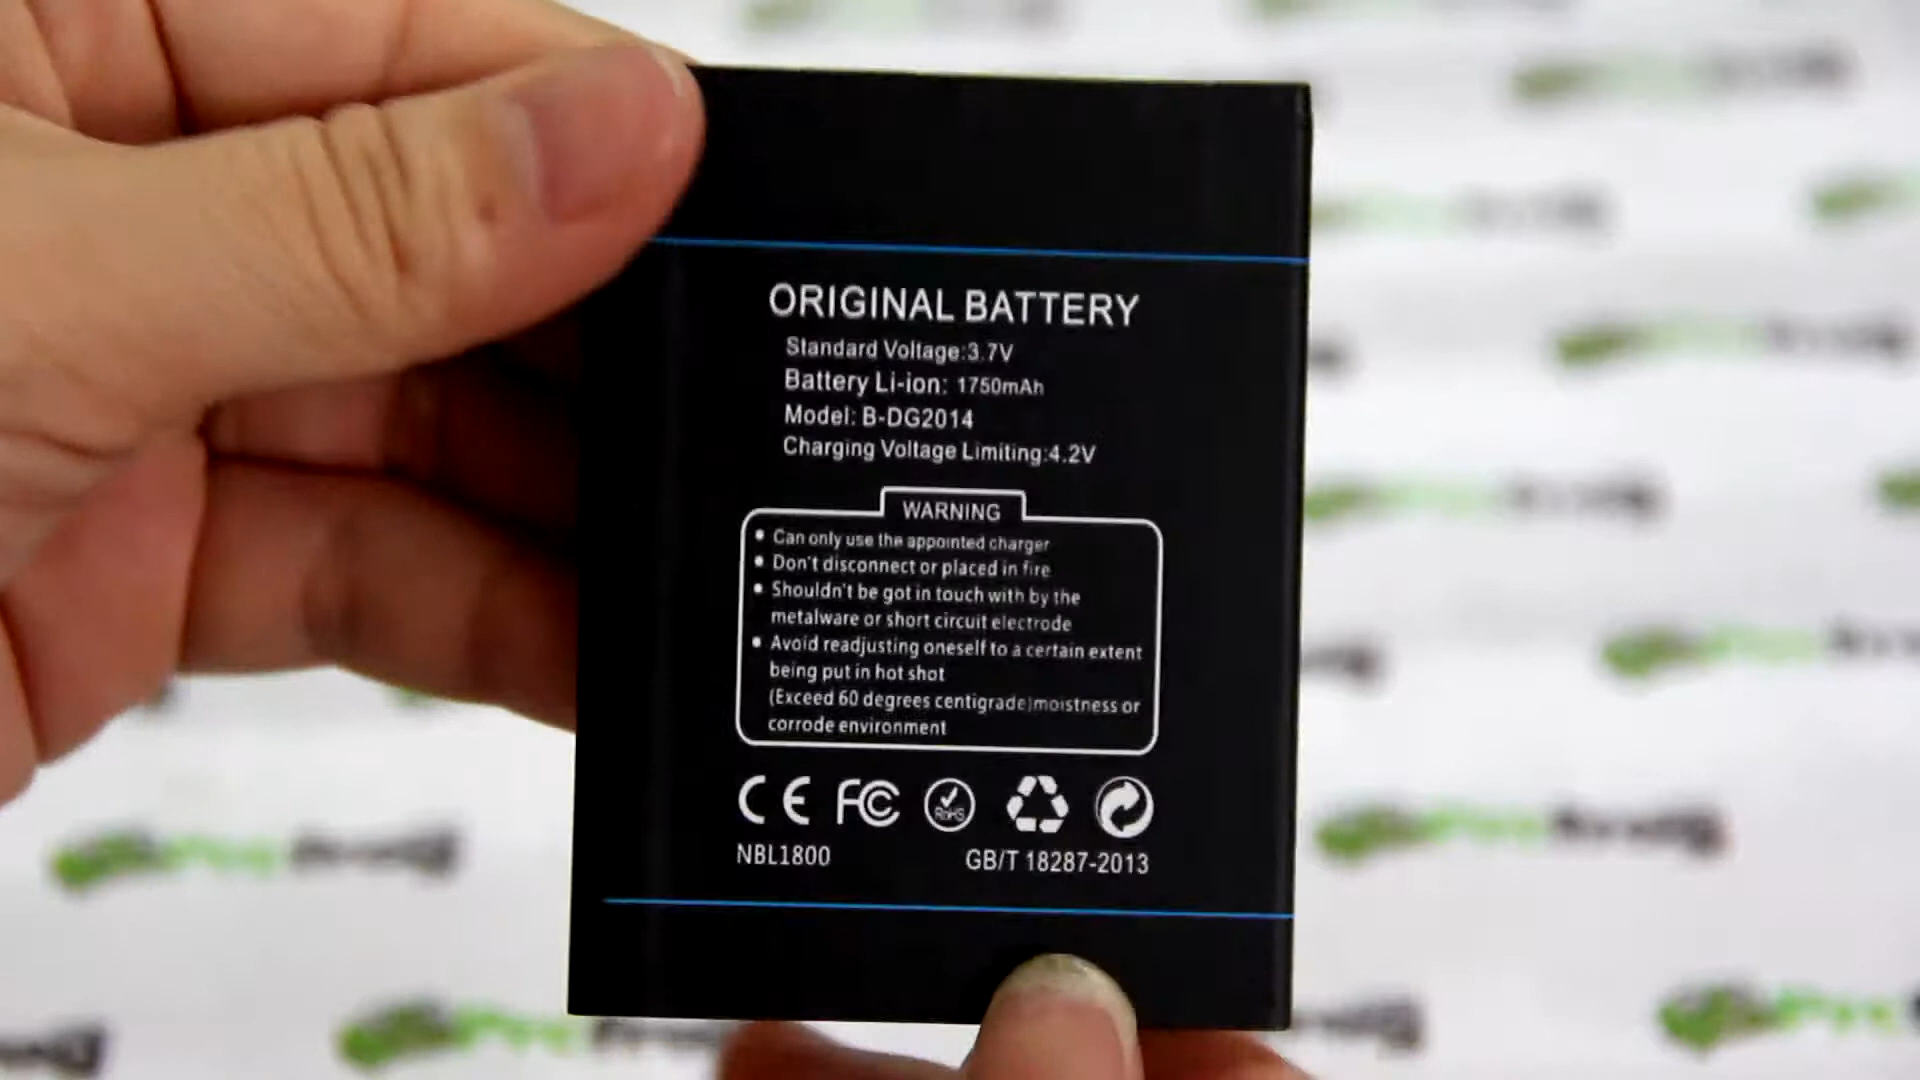 ORIGINAL BATTERY
Standard Voltage:3.7V
Battery Li-ion: 1750mAh
Model: B-DG2014
Charging Voltage Limiting:4.2V
WARNING
• Can only use the appointed charger
• Don't disconnect or placed in fire
• Shouldn't be got in touch with by the
metalware or short circuit electrode
• Avoid readjusting oneself to a certain extent
being put in hot shot
(Exceed 60 degrees centigrade)moistness or
corrode environment
CE FC RoHS
NBL1800 GB/T 18287-2013